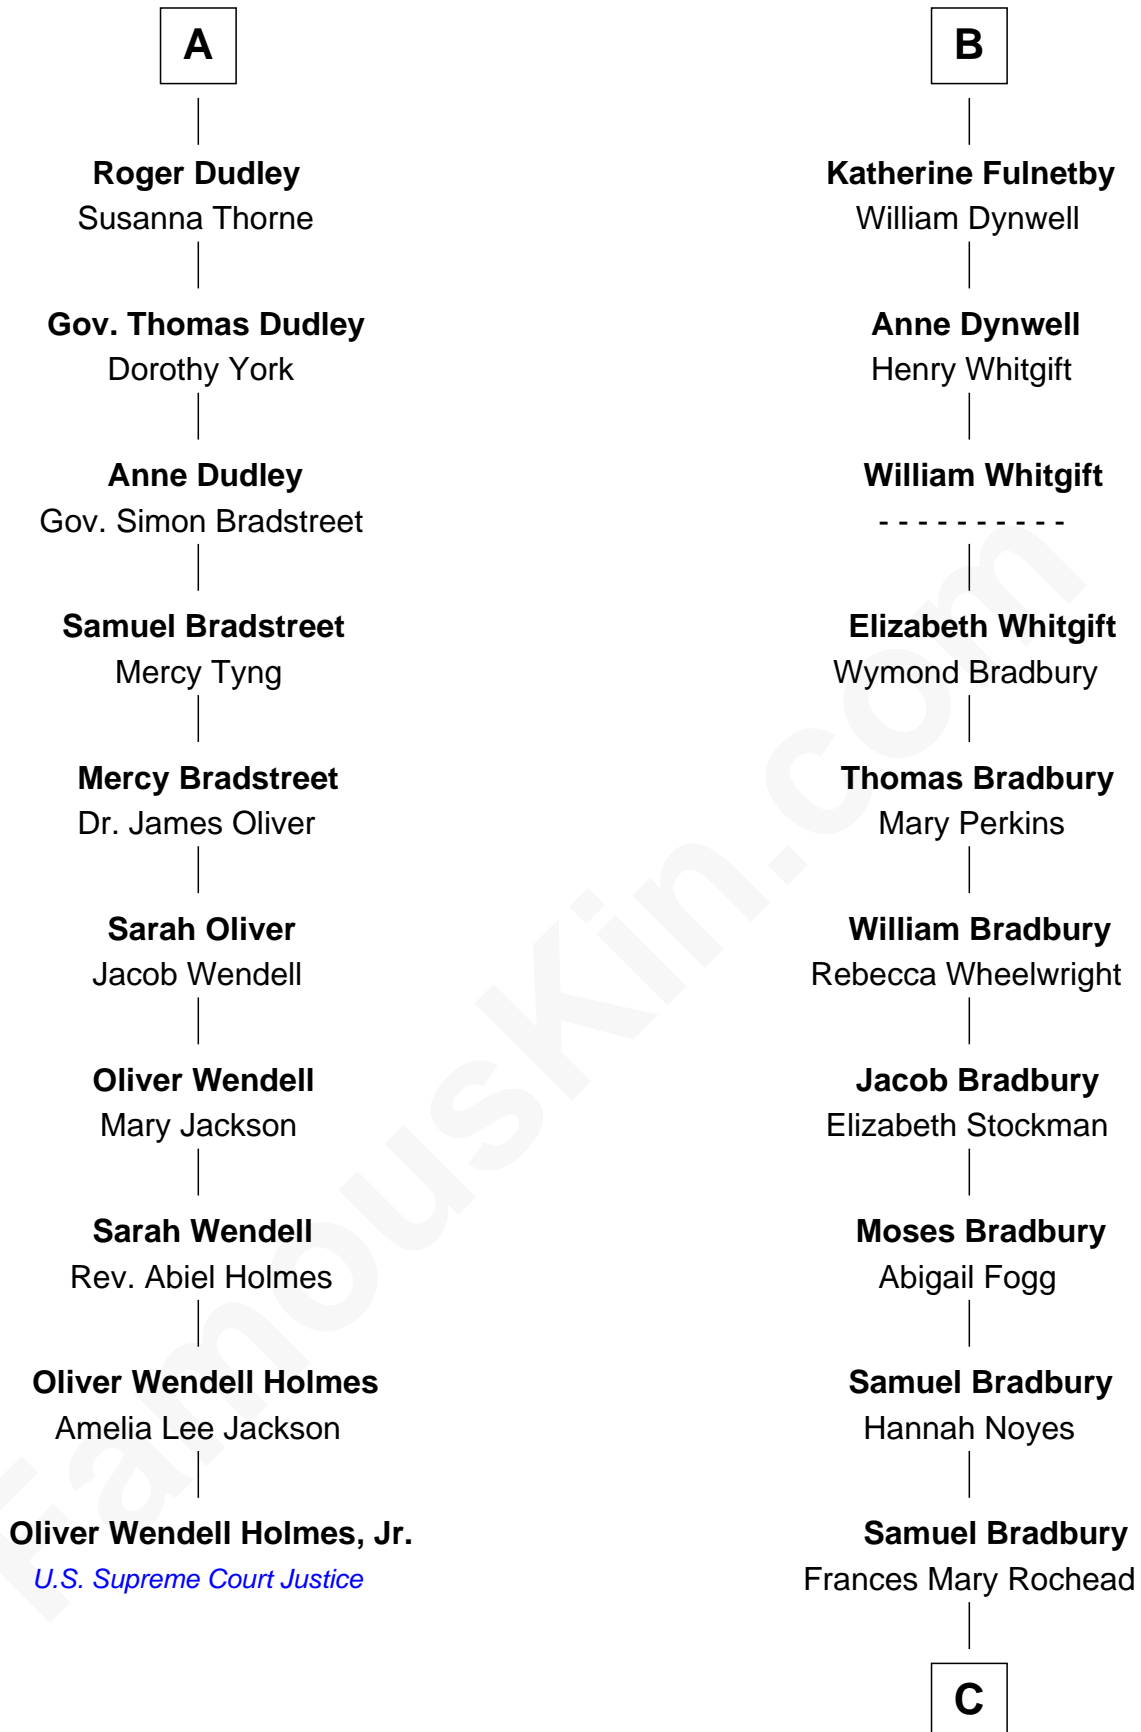 A
Roger Dudley
Susanna Thorne
Gov. Thomas Dudley
Dorothy York
Anne Dudley
Gov. Simon Bradstreet
Samuel Bradstreet
Mercy Tyng
Mercy Bradstreet
Dr. James Oliver
Sarah Oliver
Jacob Wendell
Oliver Wendell
Mary Jackson
Sarah Wendell
Rev. Abiel Holmes
Oliver Wendell Holmes
Amelia Lee Jackson
Oliver Wendell Holmes, Jr.
U.S. Supreme Court Justice
B
Katherine Fulnetby
William Dynwell
Anne Dynwell
Henry Whitgift
William Whitgift
- - - - - - - - - -
Elizabeth Whitgift
Wymond Bradbury
Thomas Bradbury
Mary Perkins
William Bradbury
Rebecca Wheelwright
Jacob Bradbury
Elizabeth Stockman
Moses Bradbury
Abigail Fogg
Samuel Bradbury
Hannah Noyes
Samuel Bradbury
Frances Mary Rochead
C
FamousKin.com